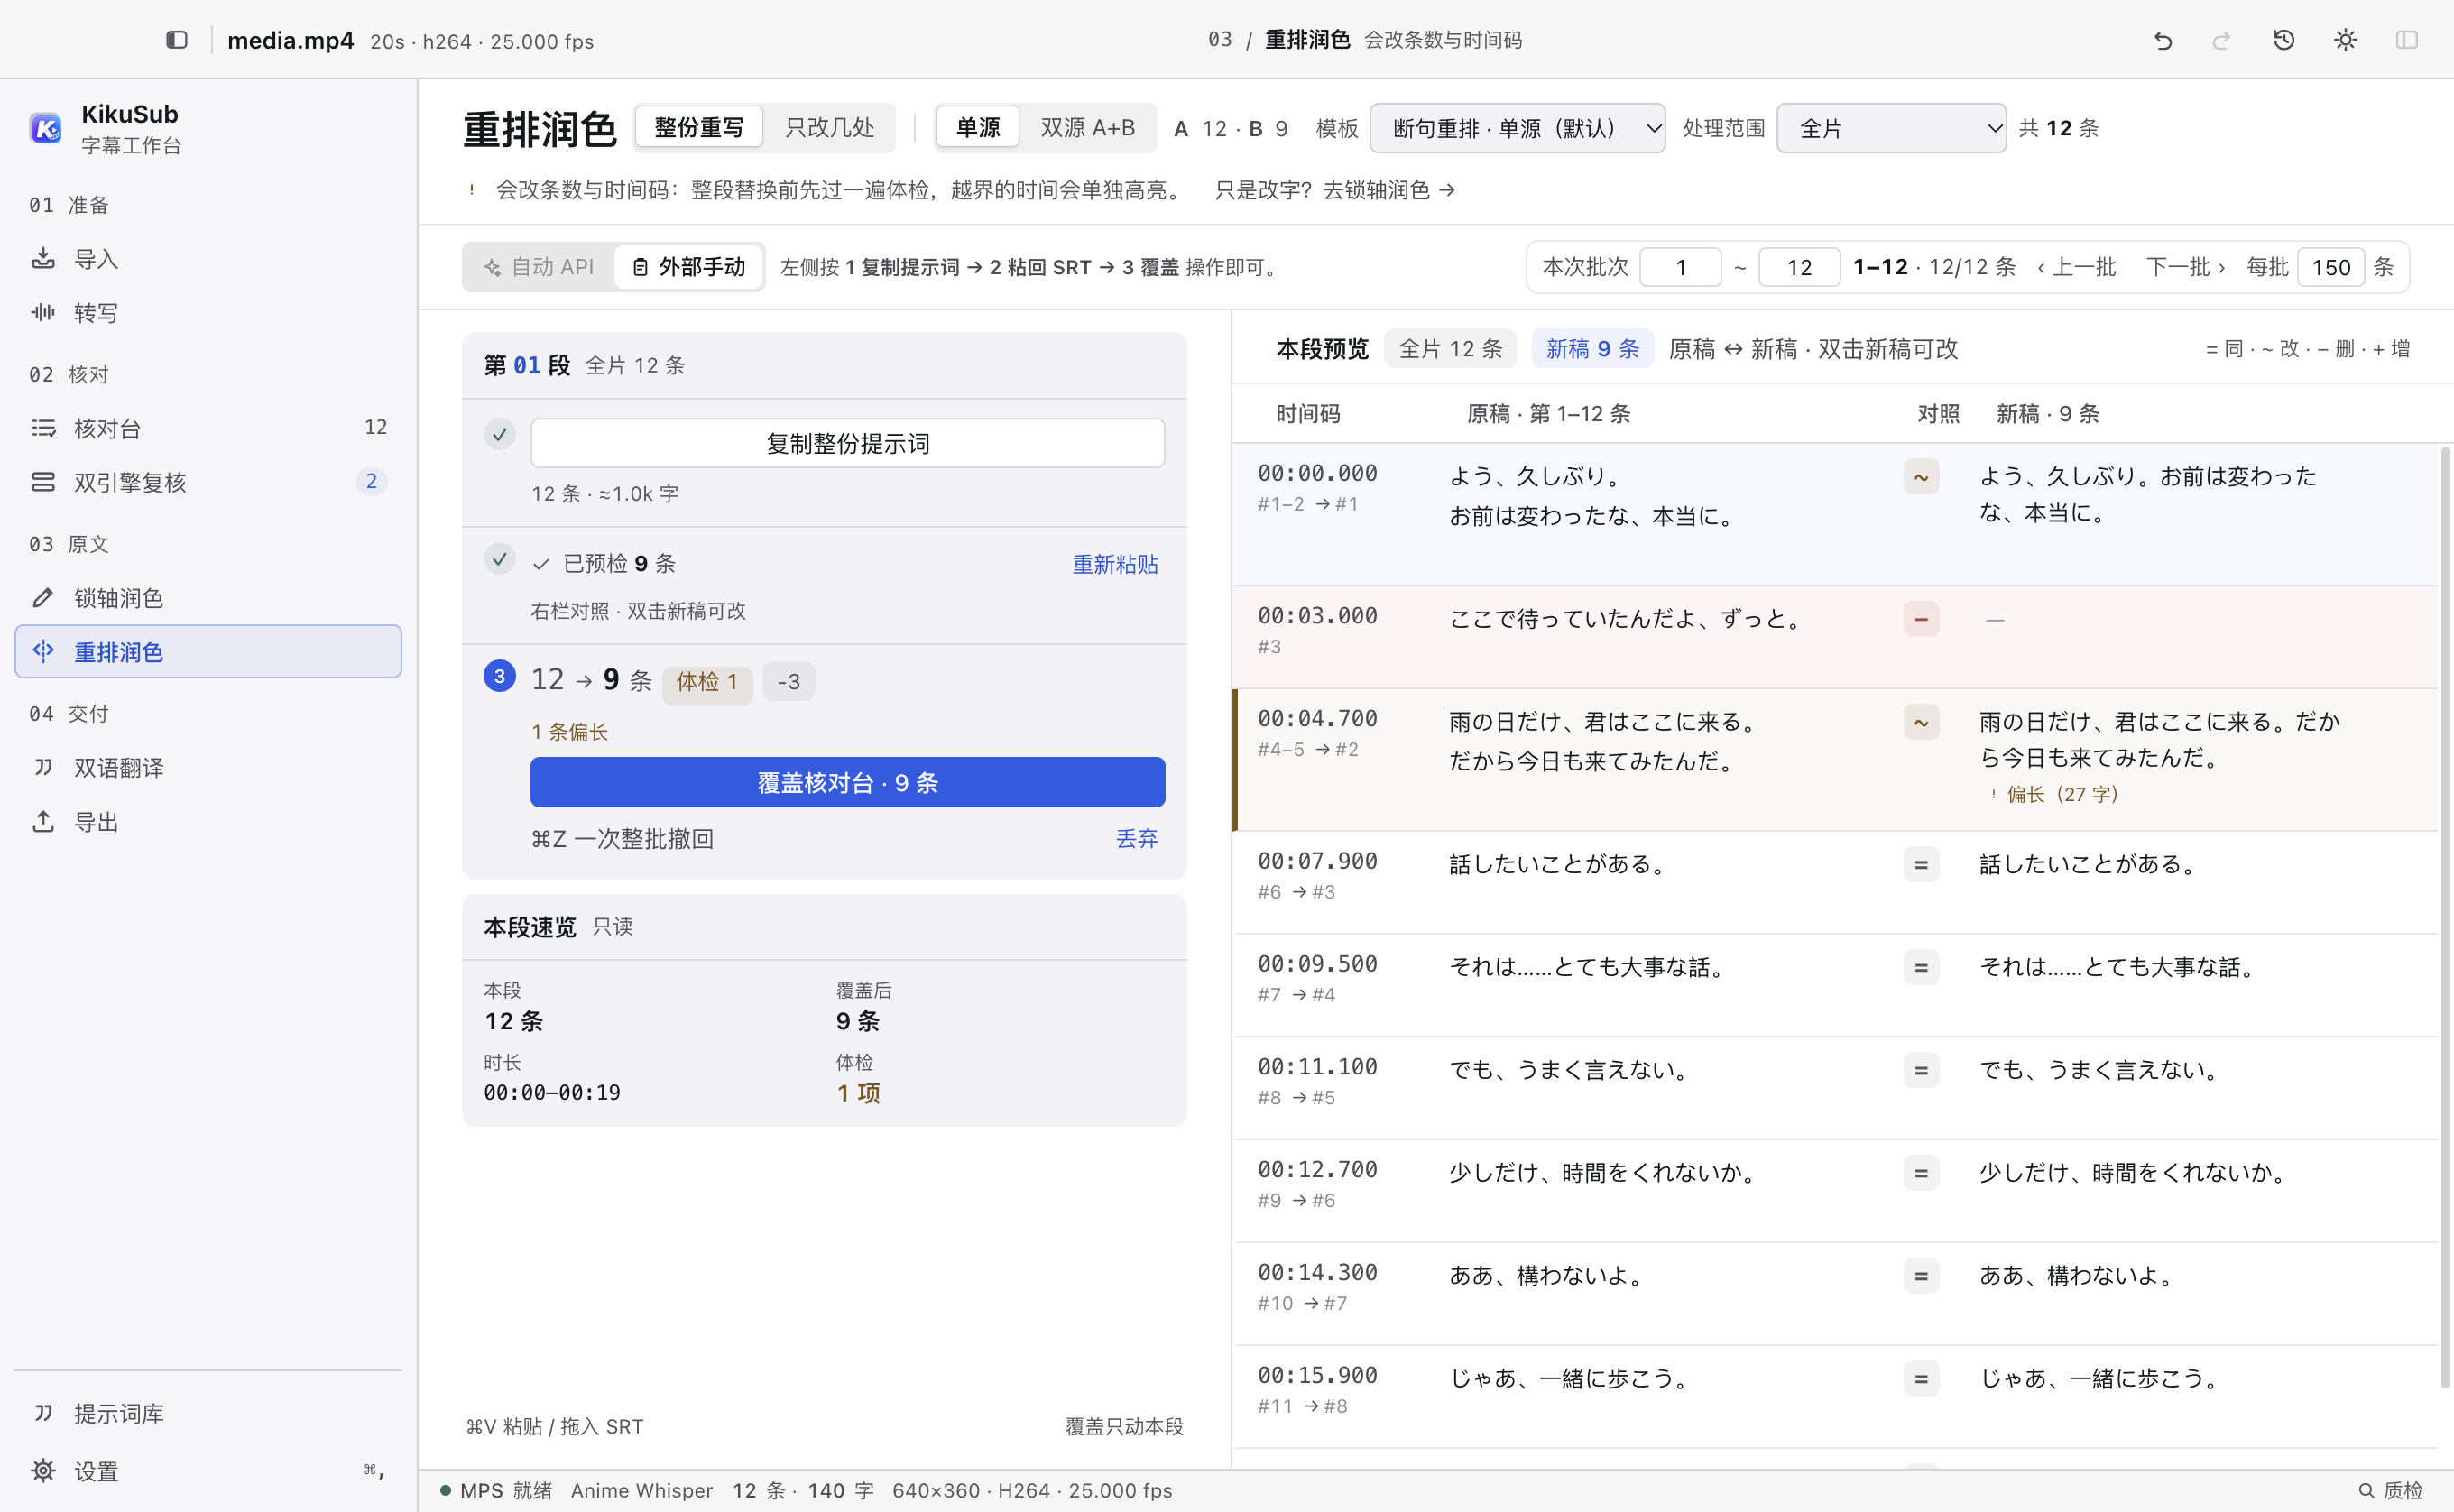 media.mp4 20s · h264 · 25.000 fps
03 / 重排润色 会改条数与时间码
KikuSub
字幕工作台
01 准备
导入
转写
02 核对
核对台 12
双引擎复核 2
03 原文
锁轴润色
重排润色
04 交付
双语翻译
导出
提示词库
设置 ⌘,
重排润色 整份重写 只改几处 单源 双源 A+B A 12 · B 9 模板 断句重排 · 单源（默认） 处理范围 全片 共 12 条
! 会改条数与时间码：整段替换前先过一遍体检，越界的时间会单独高亮。 只是改字？去锁轴润色 →
自动 API 外部手动 左侧按 1 复制提示词 → 2 粘回 SRT → 3 覆盖 操作即可。
本次批次 1 ~ 12 1–12 · 12/12 条 ‹ 上一批 下一批 › 每批 150 条
第 01 段 全片 12 条
复制整份提示词
12 条 · ≈1.0k 字
✓ 已预检 9 条 重新粘贴
右栏对照 · 双击新稿可改
3 12 → 9 条 体检 1 -3
1 条偏长
覆盖核对台 · 9 条
⌘Z 一次整批撤回 丢弃
本段速览 只读
本段 覆盖后
12 条 9 条
时长 体检
00:00–00:19 1 项
⌘V 粘贴 / 拖入 SRT 覆盖只动本段
本段预览 全片 12 条 新稿 9 条 原稿 ↔ 新稿 · 双击新稿可改 = 同 · ~ 改 · − 删 · + 增
时间码 原稿 · 第 1–12 条 对照 新稿 · 9 条
00:00.000 よう、久しぶり。 ~ よう、久しぶり。お前は変わった
#1–2 →#1 お前は変わったな、本当に。 な、本当に。
00:03.000 ここで待っていたんだよ、ずっと。 − —
#3
00:04.700 雨の日だけ、君はここに来る。 ~ 雨の日だけ、君はここに来る。だか
#4–5 →#2 だから今日も来てみたんだ。 ら今日も来てみたんだ。
! 偏长（27 字）
00:07.900 話したいことがある。 = 話したいことがある。
#6 →#3
00:09.500 それは……とても大事な話。 = それは……とても大事な話。
#7 →#4
00:11.100 でも、うまく言えない。 = でも、うまく言えない。
#8 →#5
00:12.700 少しだけ、時間をくれないか。 = 少しだけ、時間をくれないか。
#9 →#6
00:14.300 ああ、構わないよ。 = ああ、構わないよ。
#10 →#7
00:15.900 じゃあ、一緒に歩こう。 = じゃあ、一緒に歩こう。
#11 →#8
MPS 就绪 Anime Whisper 12 条 · 140 字 640×360 · H264 · 25.000 fps 质检